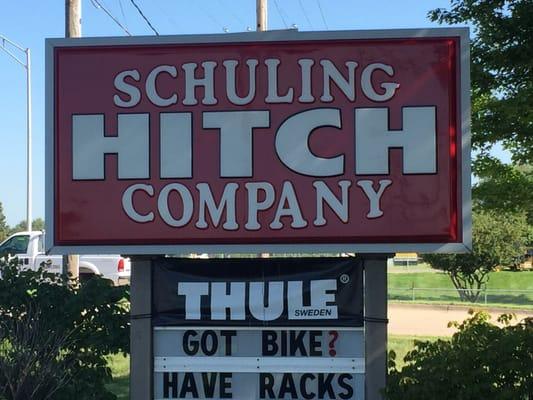 SCHULING
HITCH
COMPANY
THULE®
SWEDEN
GOT BIKE?
HAVE RACKS